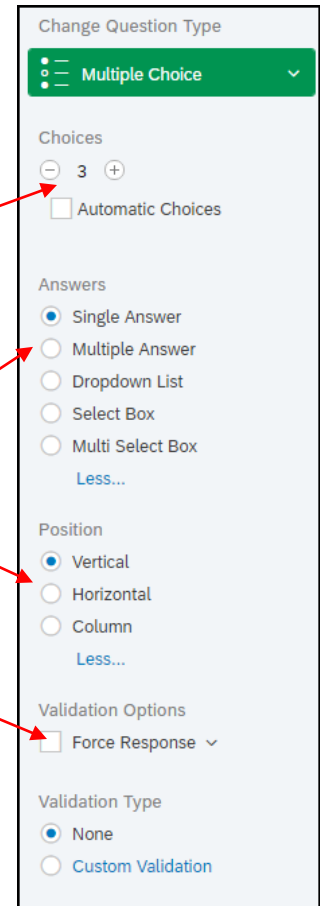 Change Question Type
Multiple Choice
Choices
3
Automatic Choices
Answers
Single Answer
Multiple Answer
Dropdown List
Select Box
Multi Select Box
Less...
Position
Vertical
Horizontal
Column
Less...
Validation Options
Force Response
Validation Type
None
Custom Validation